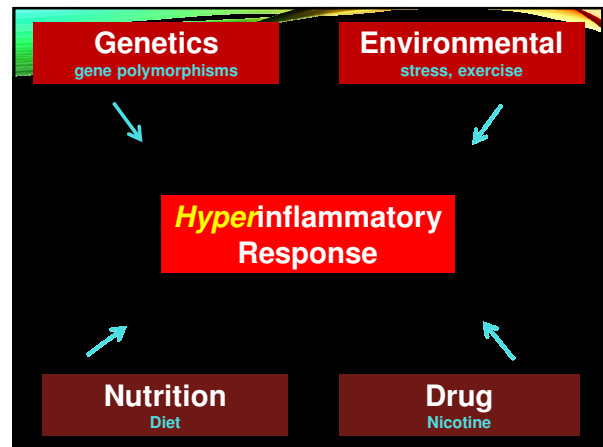 Genetics
gene polymorphisms
Environmental
stress, exercise
Hyperinflammatory
Response
Nutrition
Diet
Drug
Nicotine